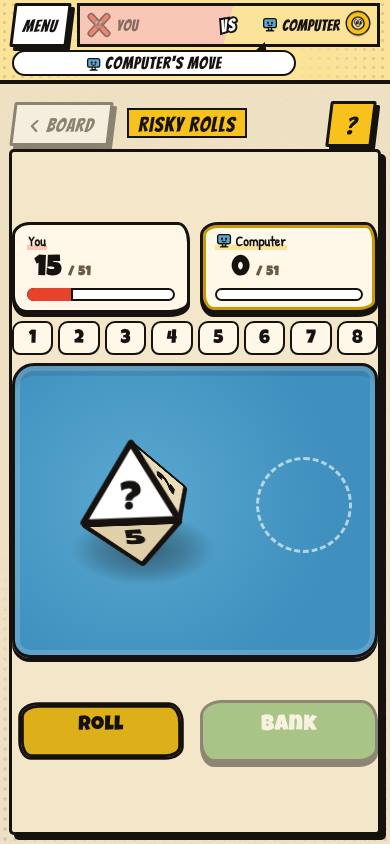 MENU
YOU
VS
COMPUTER
COMPUTER'S MOVE
< BOARD
RISKY ROLLS
?
You
15 / 51
Computer
0 / 51
1 2 3 4 5 6 7 8
?
5
ROLL
BANK